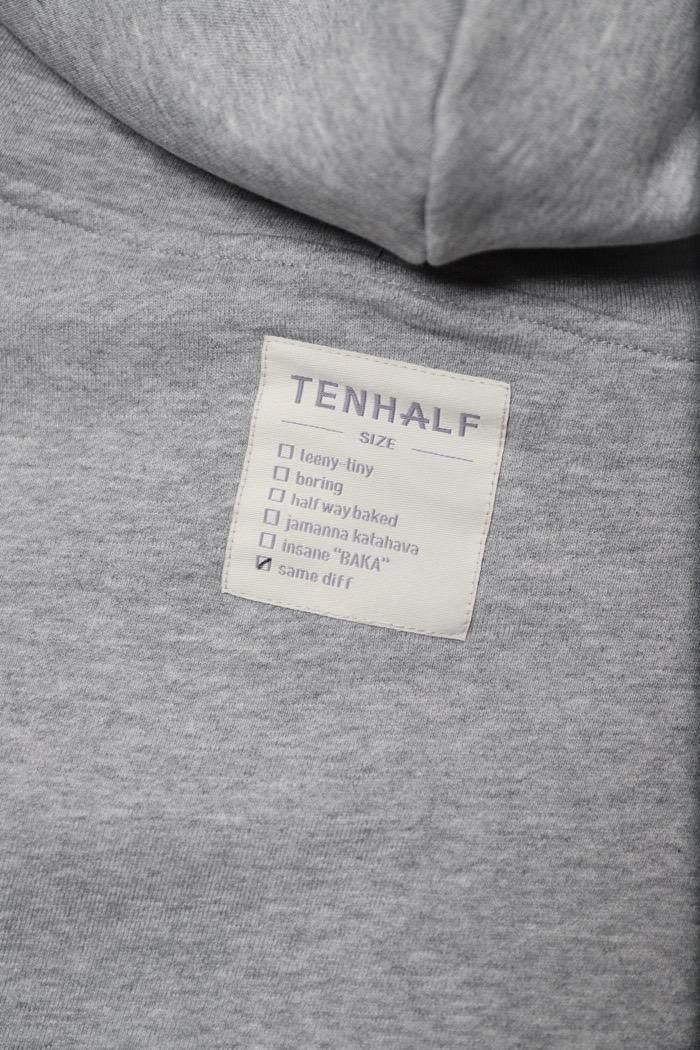 TENHALF
SIZE
teeny-tiny
boring
half way baked
jamanna katahava
insane "BAKA"
same diff